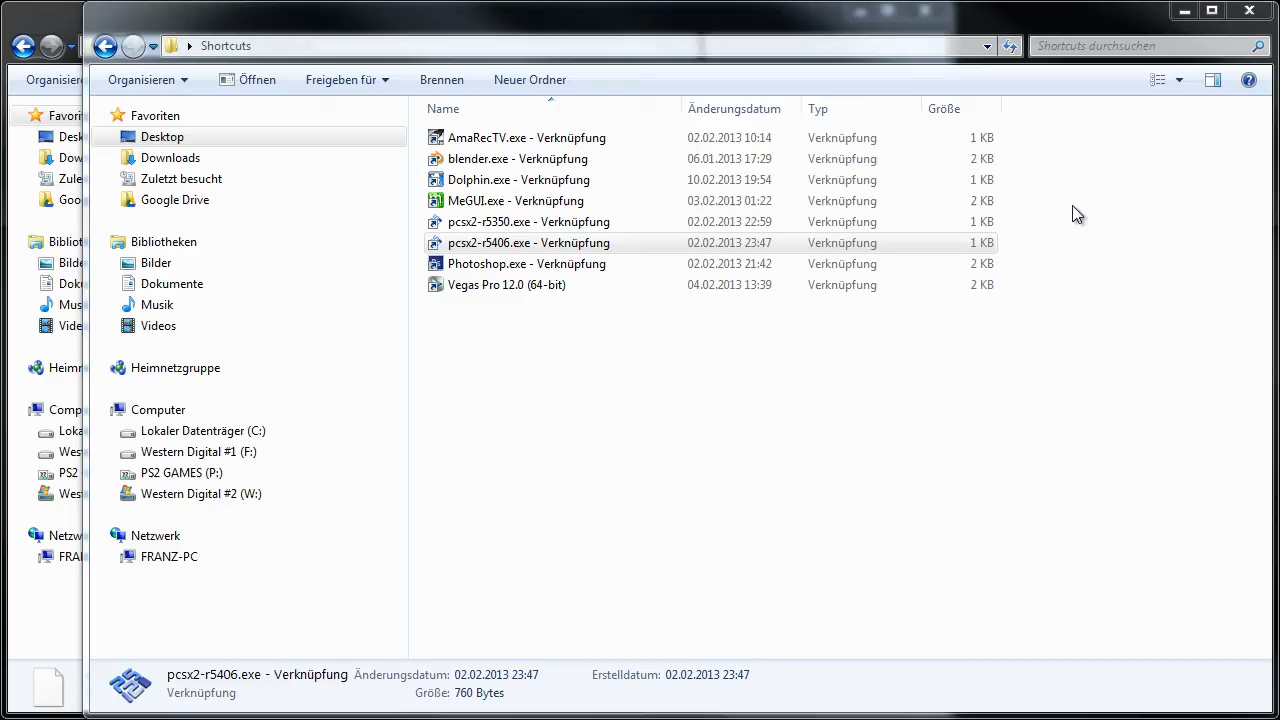 Shortcuts
Shortcuts durchsuchen
Organisieren
Organisieren
Öffnen
Freigeben für
Brennen
Neuer Ordner
Favoriten
Desktop
Downloads
Zuletzt besucht
Google Drive
Bibliotheken
Bilder
Dokumente
Musik
Videos
Heimnetzgruppe
Computer
Lokaler Datenträger (C:)
Western Digital #1 (F:)
PS2 GAMES (P:)
Western Digital #2 (W:)
Netzwerk
FRANZ-PC
Name Änderungsdatum Typ Größe
AmaRecTV.exe - Verknüpfung 02.02.2013 10:14 Verknüpfung 1 KB
blender.exe - Verknüpfung 06.01.2013 17:29 Verknüpfung 2 KB
Dolphin.exe - Verknüpfung 10.02.2013 19:54 Verknüpfung 1 KB
MeGUI.exe - Verknüpfung 03.02.2013 01:22 Verknüpfung 2 KB
pcsx2-r5350.exe - Verknüpfung 02.02.2013 22:59 Verknüpfung 1 KB
pcsx2-r5406.exe - Verknüpfung 02.02.2013 23:47 Verknüpfung 1 KB
Photoshop.exe - Verknüpfung 02.02.2013 21:42 Verknüpfung 2 KB
Vegas Pro 12.0 (64-bit) 04.02.2013 13:39 Verknüpfung 2 KB
pcsx2-r5406.exe - Verknüpfung Änderungsdatum: 02.02.2013 23:47 Erstelldatum: 02.02.2013 23:47
Verknüpfung Größe: 760 Bytes